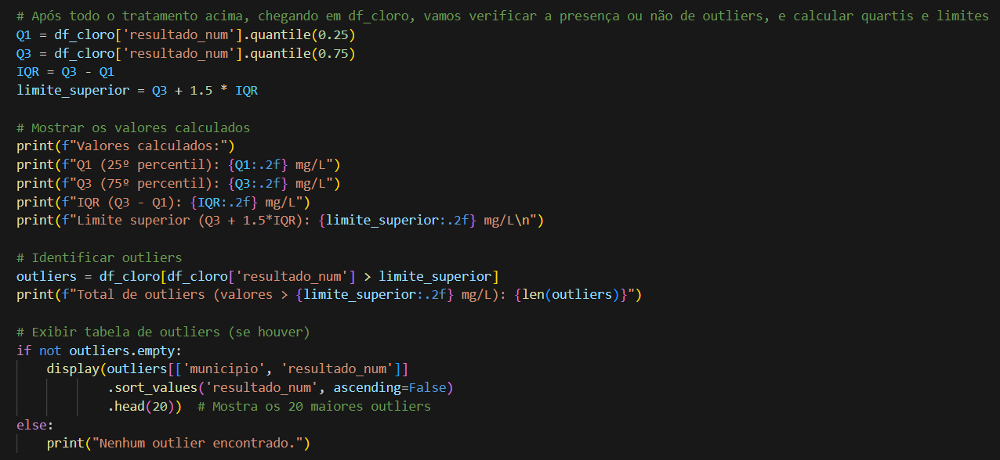 # Após todo o tratamento acima, chegando em df_cloro, vamos verificar a presença ou não de outliers, e calcular quartis e limites
Q1 = df_cloro['resultado_num'].quantile(0.25)
Q3 = df_cloro['resultado_num'].quantile(0.75)
IQR = Q3 - Q1
limite_superior = Q3 + 1.5 * IQR

# Mostrar os valores calculados
print(f"Valores calculados:")
print(f"Q1 (25º percentil): {Q1:.2f} mg/L")
print(f"Q3 (75º percentil): {Q3:.2f} mg/L")
print(f"IQR (Q3 - Q1): {IQR:.2f} mg/L")
print(f"Limite superior (Q3 + 1.5*IQR): {limite_superior:.2f} mg/L\n")

# Identificar outliers
outliers = df_cloro[df_cloro['resultado_num'] > limite_superior]
print(f"Total de outliers (valores > {limite_superior:.2f} mg/L): {len(outliers)}")

# Exibir tabela de outliers (se houver)
if not outliers.empty:
    display(outliers[['municipio', 'resultado_num']]
            .sort_values('resultado_num', ascending=False)
            .head(20))  # Mostra os 20 maiores outliers
else:
    print("Nenhum outlier encontrado.")